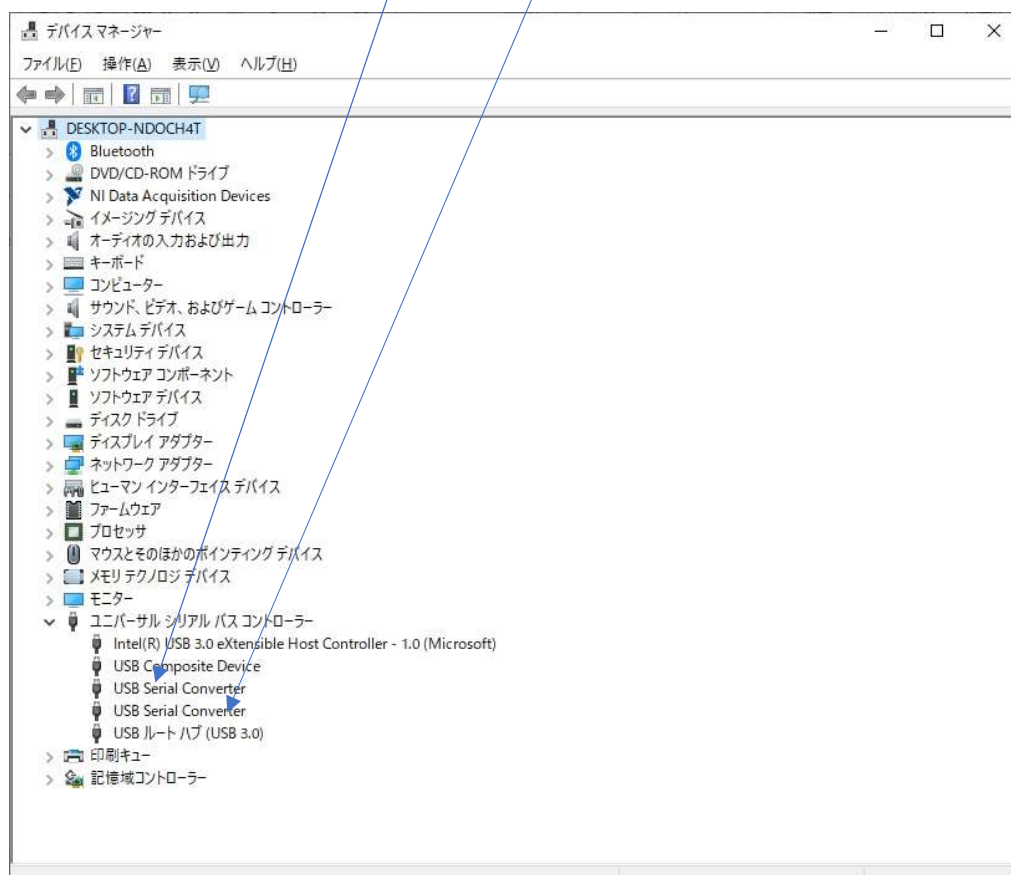 デバイス マネージャー
ファイル(F) 操作(A) 表示(V) ヘルプ(H)
DESKTOP-NDOCH4T
Bluetooth
DVD/CD-ROM ドライブ
NI Data Acquisition Devices
イメージング デバイス
オーディオの入力および出力
キーボード
コンピューター
サウンド、ビデオ、およびゲーム コントローラー
システム デバイス
セキュリティ デバイス
ソフトウェア コンポーネント
ソフトウェア デバイス
ディスク ドライブ
ディスプレイ アダプター
ネットワーク アダプター
ヒューマン インターフェイス デバイス
ファームウェア
プロセッサ
マウスとそのほかのポインティング デバイス
メモリ テクノロジ デバイス
モニター
ユニバーサル シリアル バス コントローラー
Intel(R) USB 3.0 eXtensible Host Controller - 1.0 (Microsoft)
USB Composite Device
USB Serial Converter
USB Serial Converter
USB ルート ハブ (USB 3.0)
印刷キュー
記憶域コントローラー